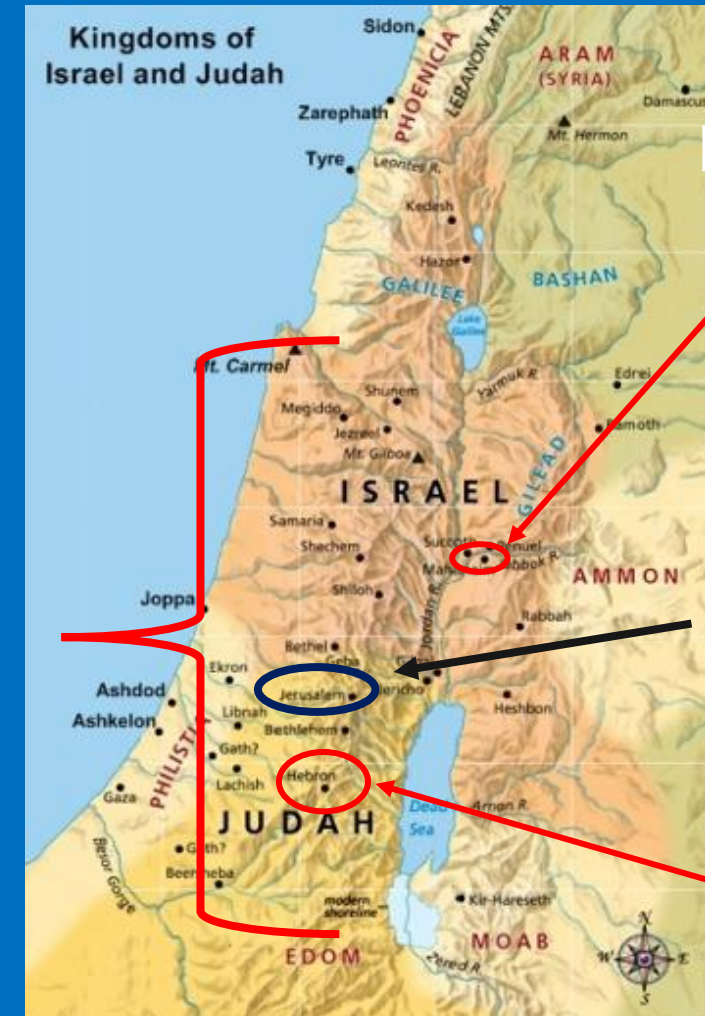 Kingdoms of
Israel and Judah
Sidon
PHOENICIA
LEBANON MTS
ARAM
(SYRIA)
Damascus
Zarephath
Mt. Hermon
Tyre
Leontes R.
Kedesh
Hazor
GALILEE
BASHAN
Lake
Galilee
Mt. Carmel
Yarmuk R.
Edrei
Shunem
Megiddo
Ramoth
Jezreel
Mt. Gilboa
GILEAD
ISRAEL
Samaria
Succoth
Penuel
Shechem
Jabbok R.
AMMON
Shiloh
Joppa
Jordan R.
Rabbah
Bethel
Geba
Ekron
Ashdod
Jerusalem
Jericho
Heshbon
Libnah
Ashkelon
Bethlehem
PHILISTIA
Gath?
Lachish
Hebron
Gaza
Dead
Sea
Arnon R.
JUDAH
Gath?
Besor Gorge
Beersheba
modern
shoreline
Kir-Hareseth
MOAB
EDOM
Zered R.
N
W
E
S